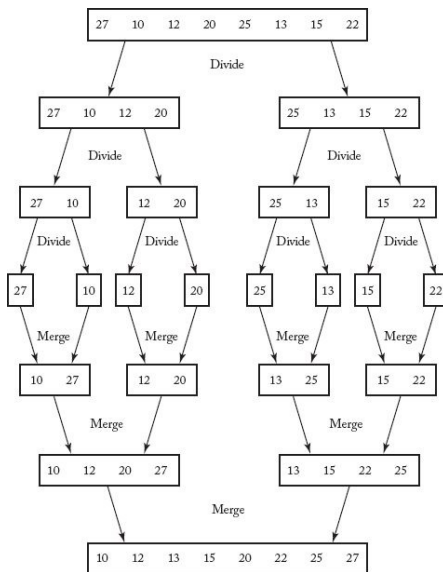 27 10 12 20 25 13 15 22
Divide
27 10 12 20 25 13 15 22
Divide Divide
27 10 12 20 25 13 15 22
Divide Divide Divide Divide
27 10 12 20 25 13 15 22
Merge Merge Merge Merge
10 27 12 20 13 25 15 22
Merge Merge
10 12 20 27 13 15 22 25
Merge
10 12 13 15 20 22 25 27